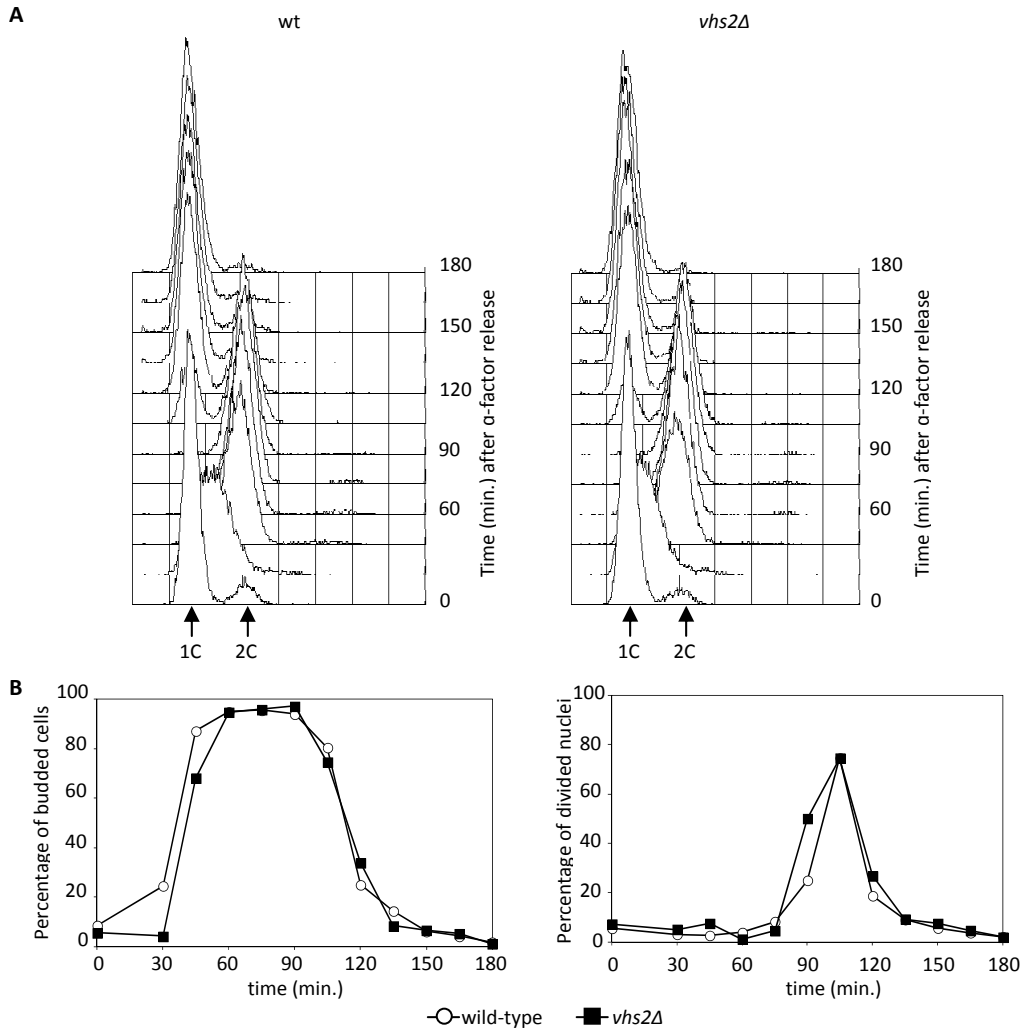 A
wt
vhs2Δ
180
150
120
90
60
0
Time (min.) after α-factor release
1C
2C
180
150
120
90
60
0
Time (min.) after α-factor release
1C
2C
B
Percentage of budded cells
100
80
60
40
20
0
0
30
60
90
120
150
180
time (min.)
Percentage of divided nuclei
100
80
60
40
20
0
0
30
60
90
120
150
180
time (min.)
wild-type
vhs2Δ